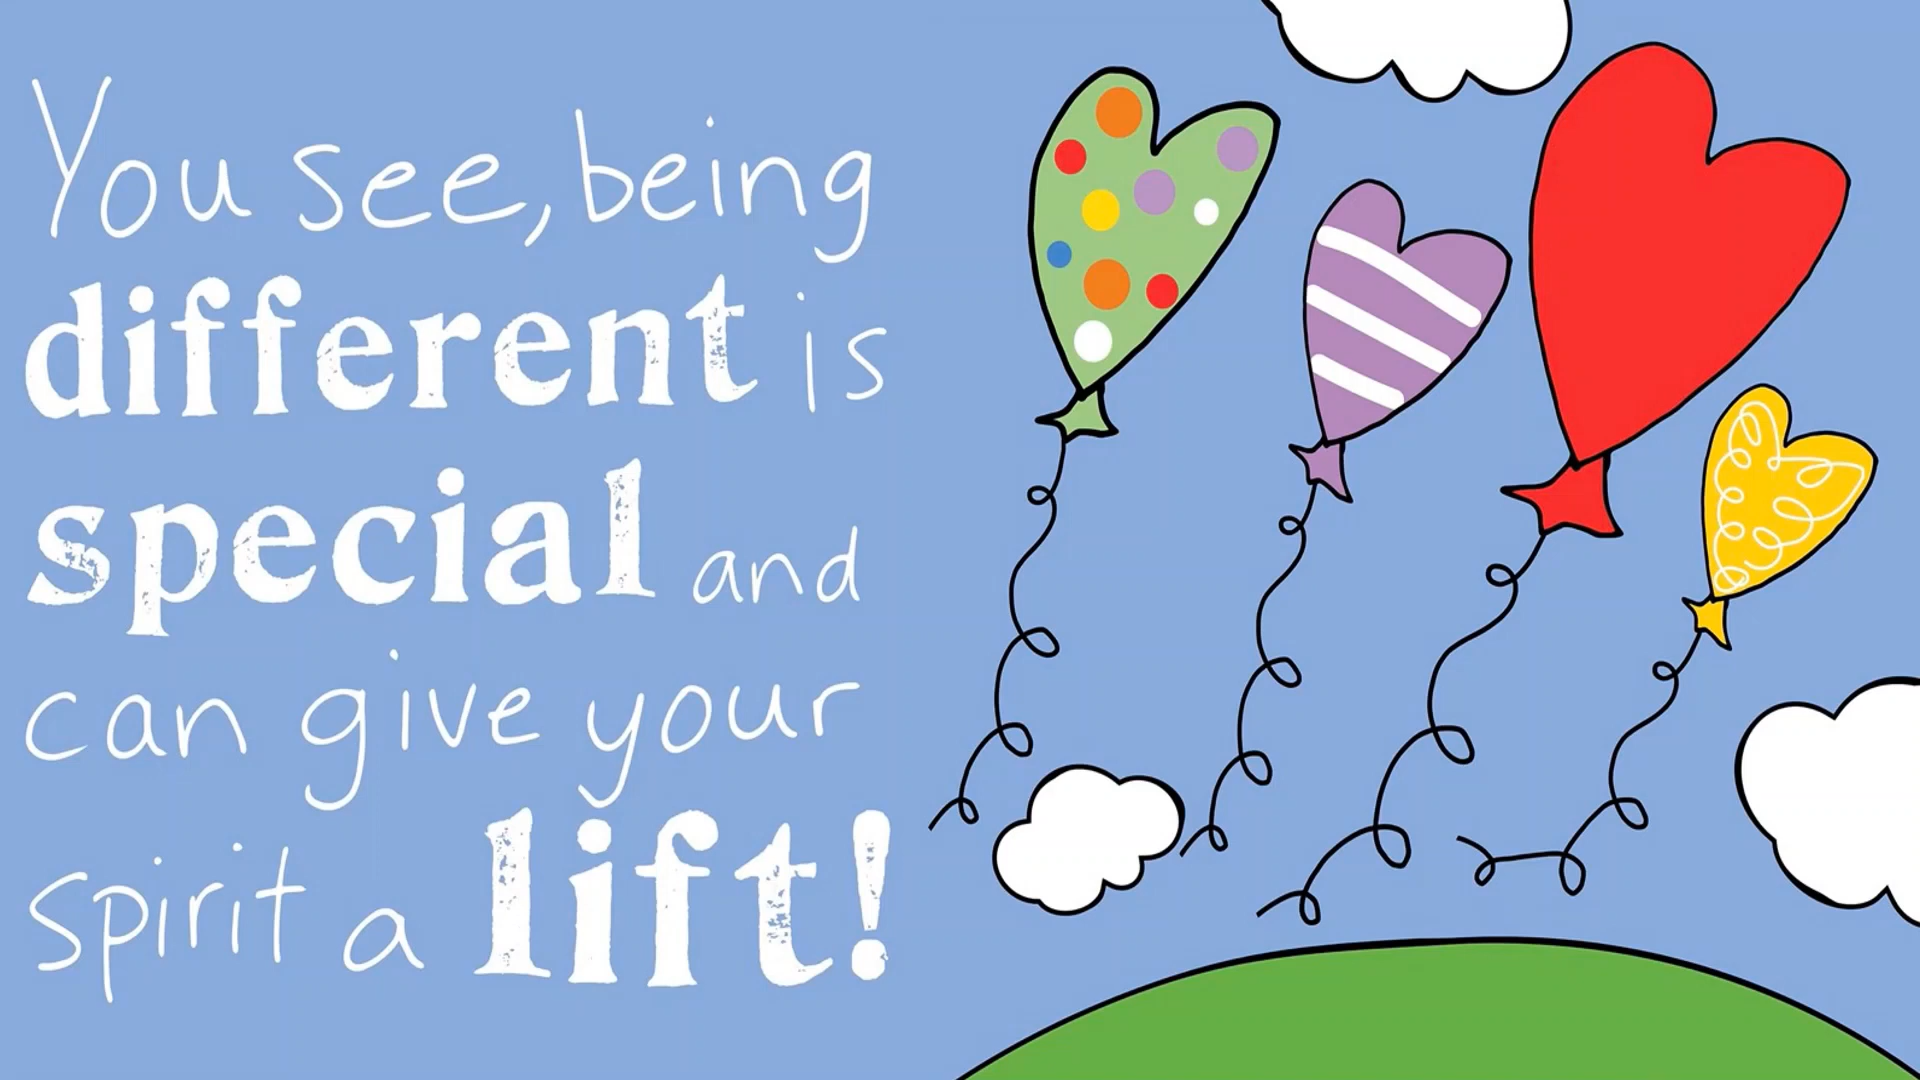 You see, being
different is
special and
can give your
spirit a lift!